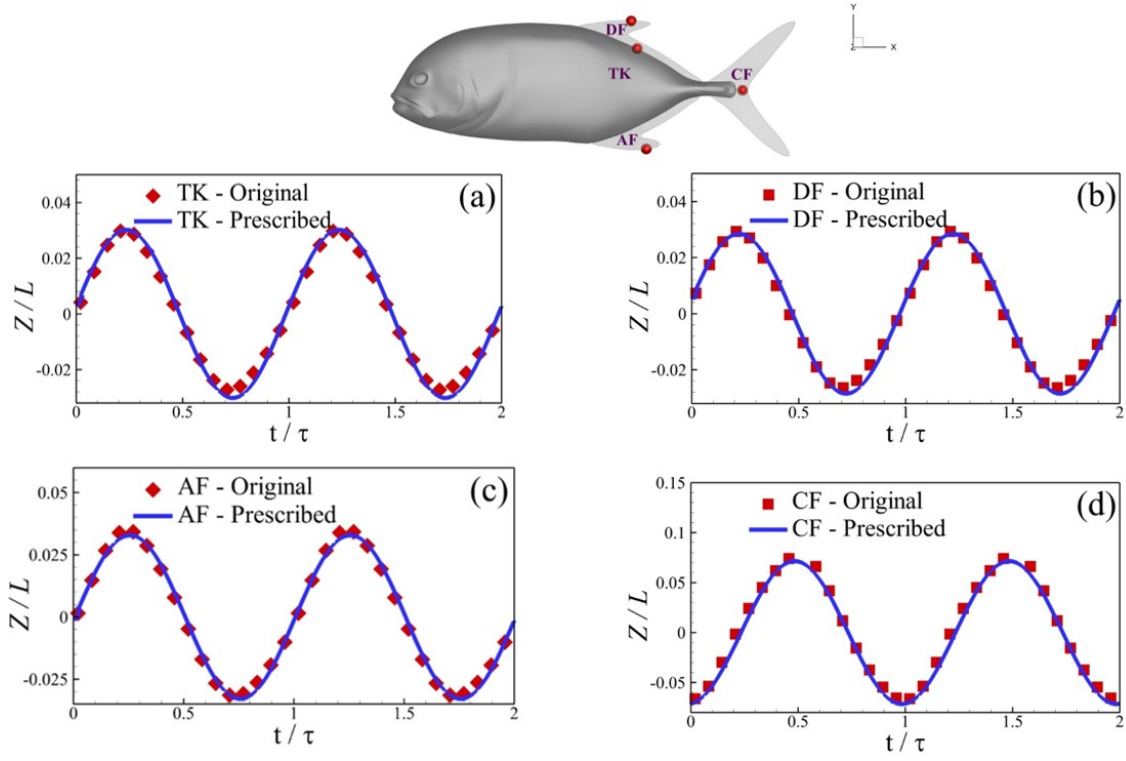 DF
TK
CF
AF
Y
Z
X
(a)
TK - Original
TK - Prescribed
0.04
0.02
0
-0.02
Z / L
0
0.5
1
1.5
2
t / τ
(b)
DF - Original
DF - Prescribed
0.04
0.02
0
-0.02
Z / L
0
0.5
1
1.5
2
t / τ
(c)
AF - Original
AF - Prescribed
0.05
0.025
0
-0.025
Z / L
0
0.5
1
1.5
2
t / τ
(d)
CF - Original
CF - Prescribed
0.15
0.1
0.05
0
-0.05
Z / L
0
0.5
1
1.5
2
t / τ